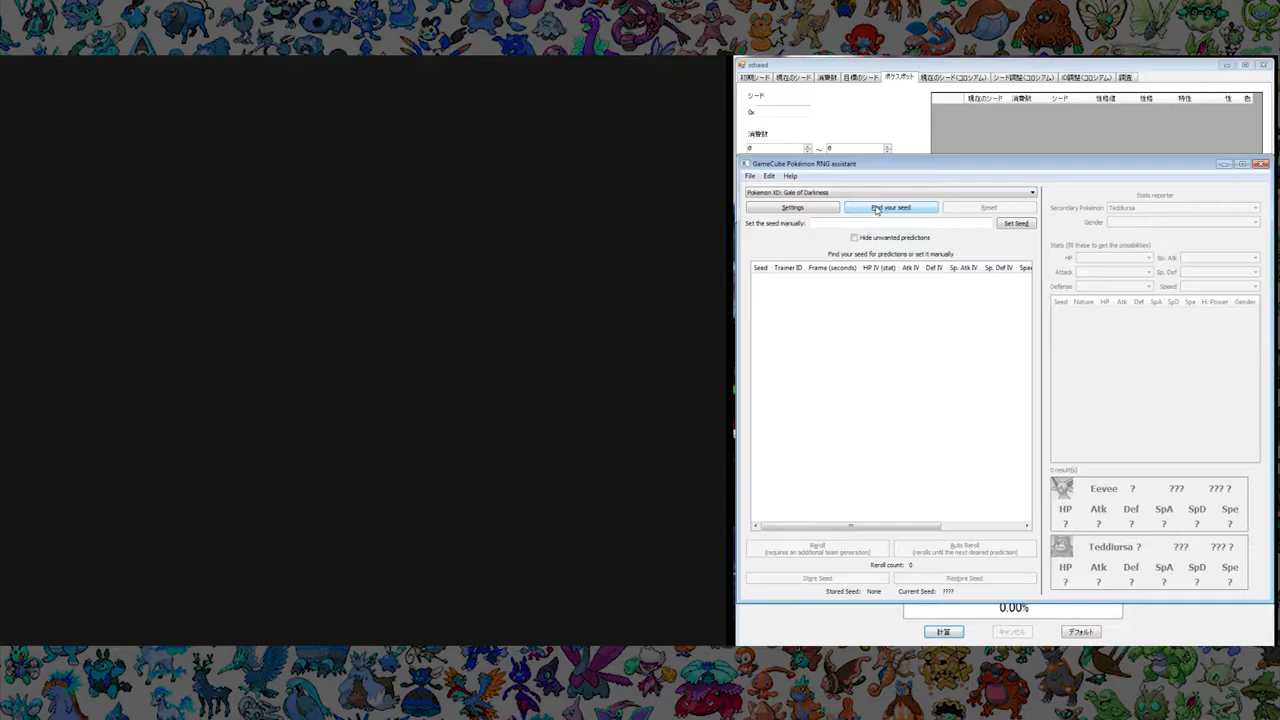 xdseed
初期シード 現在のシード 消費数 目標のシード ポケスポット 現在のシード(コロシアム) シード調整(コロシアム) ID調整(コロシアム) 調査
シード
0x
消費数
0 ～ 0
現在のシード 消費数 シード 性格値 性格 特性 性 色
GameCube Pokémon RNG assistant
File Edit Help
Pokemon XD: Gale of Darkness
Settings Find your seed Reset
Set the seed manually: Set Seed
Hide unwanted predictions
Find your seed for predictions or set it manually
Seed Trainer ID Frame (seconds) HP IV (stat) Atk IV Def IV Sp. Atk IV Sp. Def IV Spee
Reroll
(requires an additional team generation)
Auto Reroll
(rerolls until the next desired prediction)
Reroll count: 0
Store Seed Restore Seed
Stored Seed: None Current Seed: ????
Stats reporter
Secondary Pokémon Teddiursa
Gender
Stats (fill these to get the possibilities)
HP Sp. Atk
Attack Sp. Def
Defense Speed
Seed Nature HP Atk Def SpA SpD Spe H. Power Gender
0 result(s)
Eevee ? ??? ??? ?
HP Atk Def SpA SpD Spe
? ? ? ? ? ?
Teddiursa ? ??? ??? ?
HP Atk Def SpA SpD Spe
? ? ? ? ? ?
0.00%
計算 キャンセル デフォルト